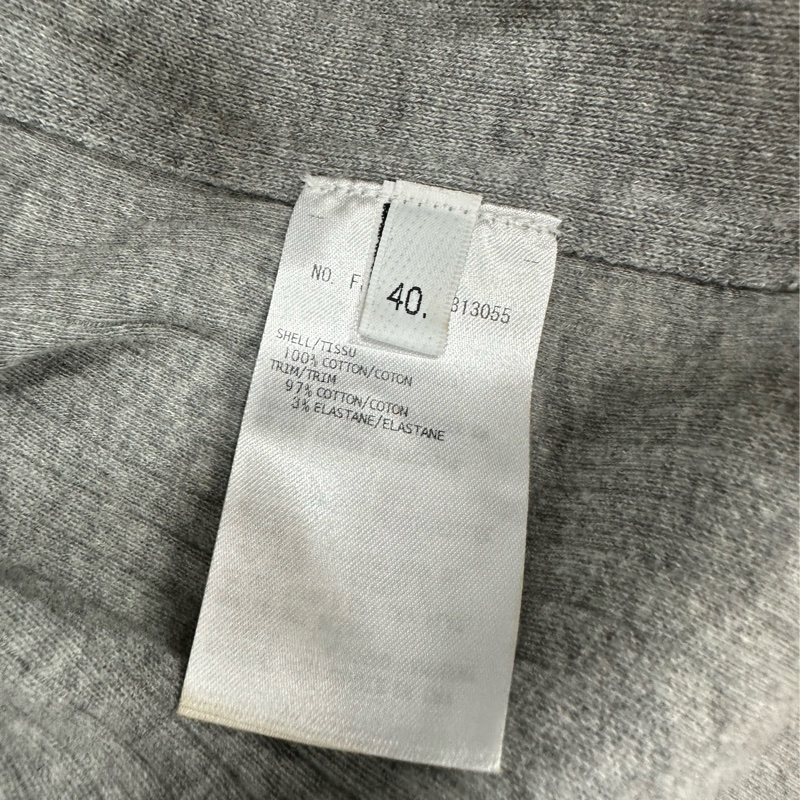 NO. F
40.
313055
SHELL/TISSU
100% COTTON/COTON
TRIM/TRIM
97% COTTON/COTON
3% ELASTANE/ELASTANE